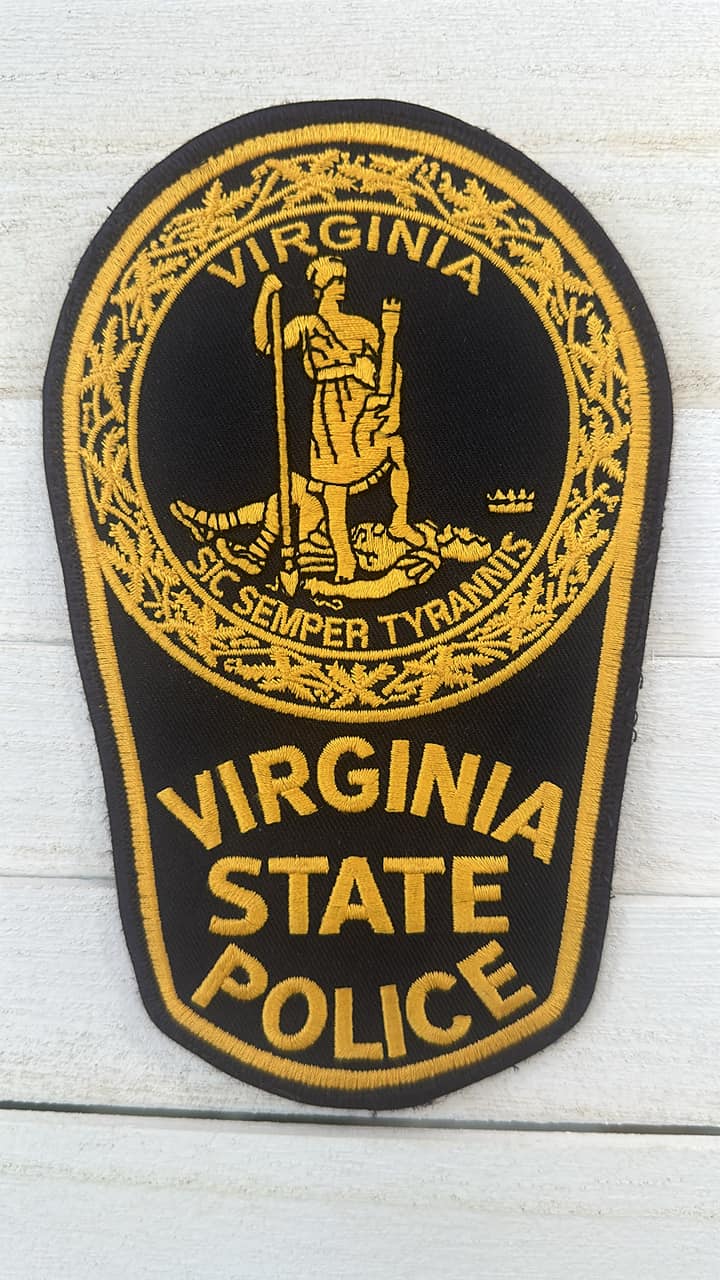 VIRGINIA
SIC SEMPER TYRANNIS
VIRGINIA
STATE
POLICE